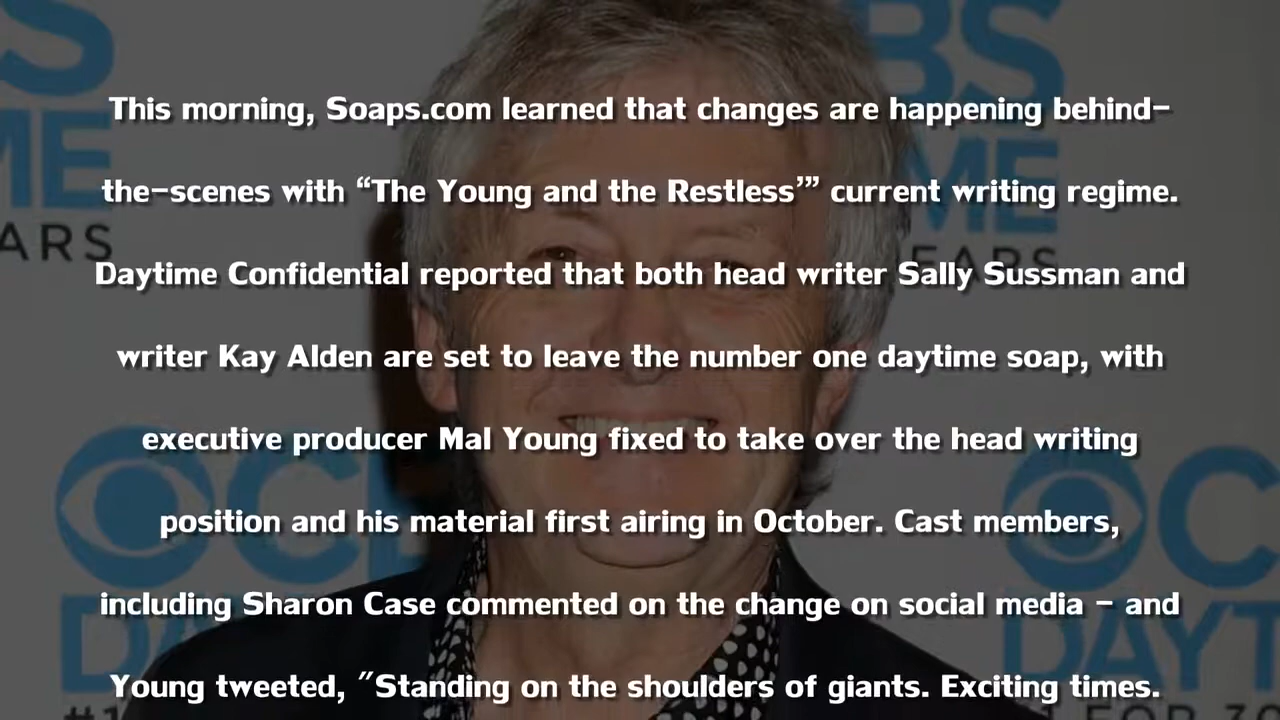 This morning, Soaps.com learned that changes are happening behind-
the-scenes with “The Young and the Restless’” current writing regime.
Daytime Confidential reported that both head writer Sally Sussman and
writer Kay Alden are set to leave the number one daytime soap, with
executive producer Mal Young fixed to take over the head writing
position and his material first airing in October. Cast members,
including Sharon Case commented on the change on social media - and
Young tweeted, "Standing on the shoulders of giants. Exciting times.